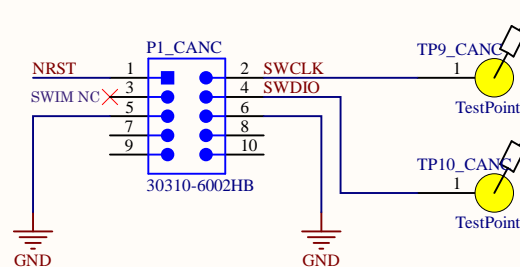 P1_CANC
NRST 1 2 SWCLK
SWIM NC 3 4 SWDIO
5 6
7 8
9 10
30310-6002HB
GND
GND
TP9_CANC
1
TestPoint
TP10_CANC
1
TestPoint